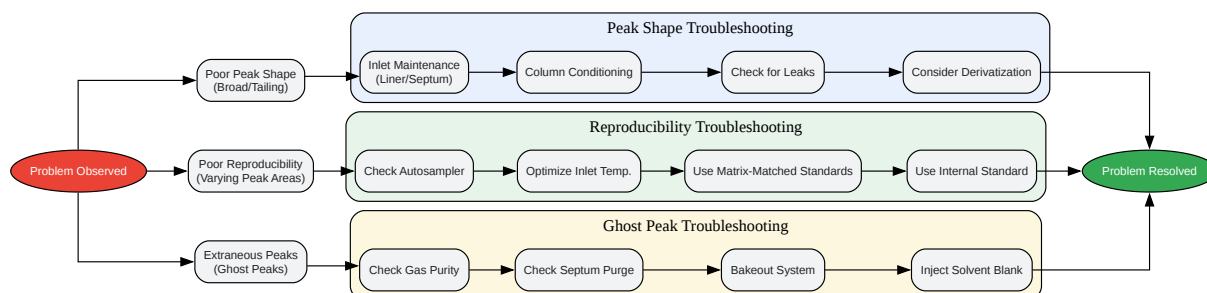 Peak Shape Troubleshooting
Poor Peak Shape
(Broad/Tailing)
Inlet Maintenance
(Liner/Septum)
Column Conditioning
Check for Leaks
Consider Derivatization
Reproducibility Troubleshooting
Problem Observed
Poor Reproducibility
(Varying Peak Areas)
Check Autosampler
Optimize Inlet Temp.
Use Matrix-Matched Standards
Use Internal Standard
Problem Resolved
Ghost Peak Troubleshooting
Extraneous Peaks
(Ghost Peaks)
Check Gas Purity
Check Septum Purge
Bakeout System
Inject Solvent Blank